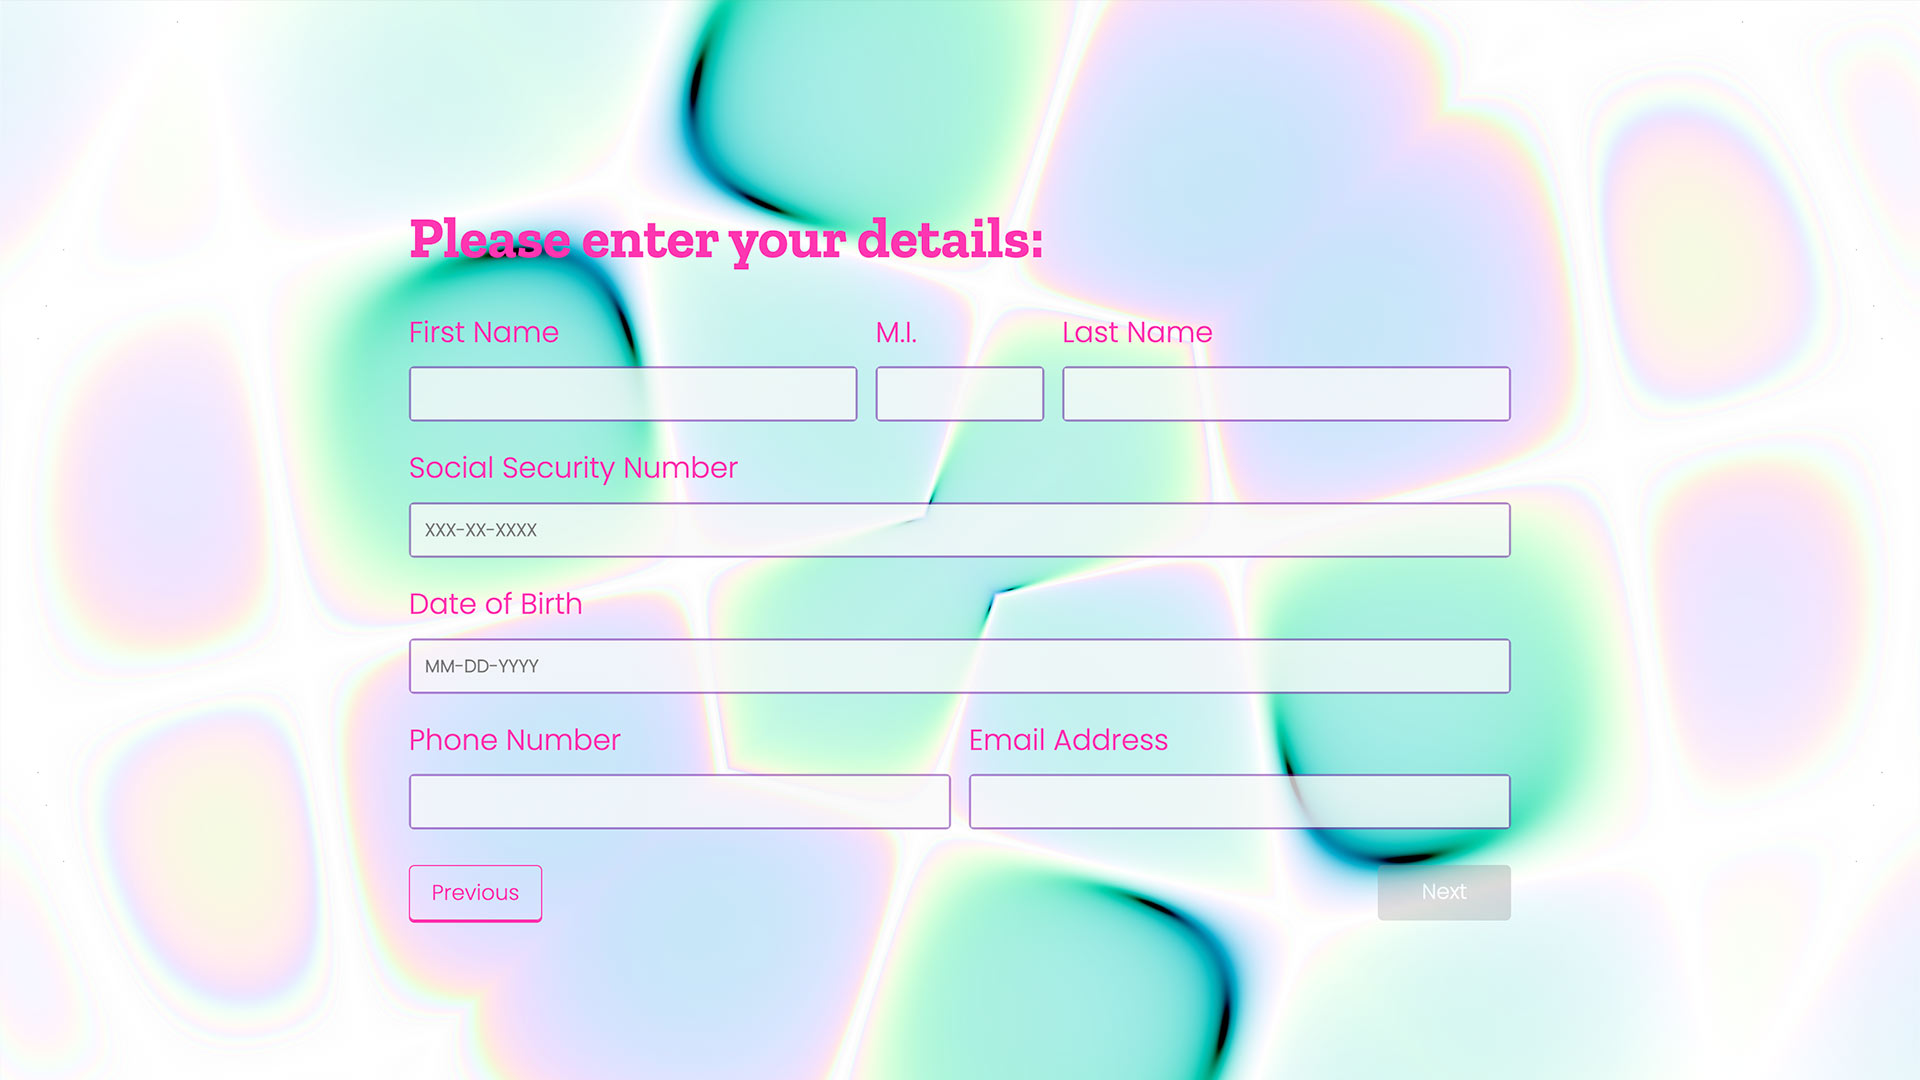 Please enter your details:
First Name M.I. Last Name
Social Security Number
XXX-XX-XXXX
Date of Birth
MM-DD-YYYY
Phone Number Email Address
Previous Next